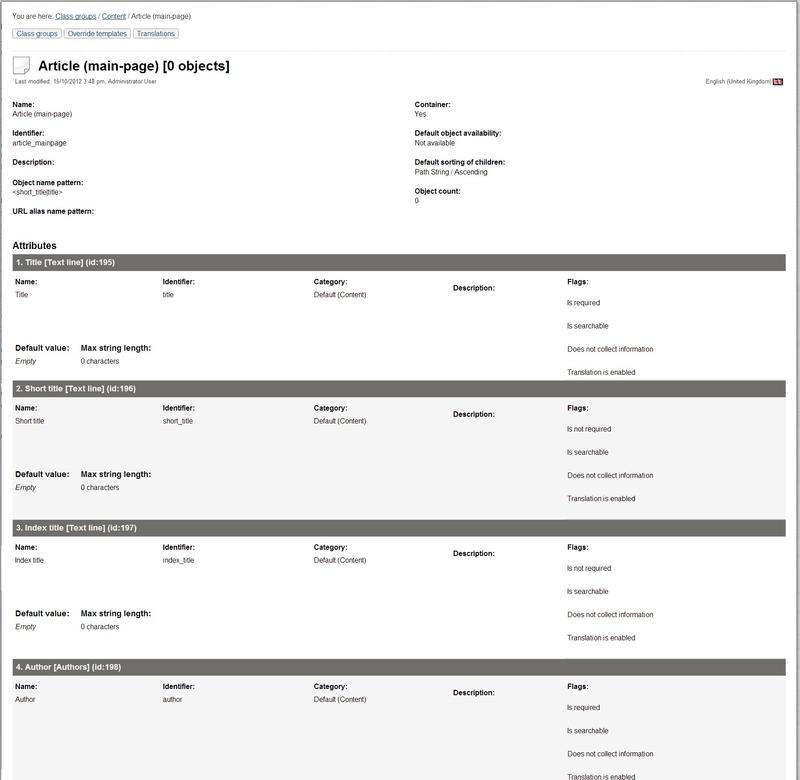 You are here: Class groups / Content / Article (main-page)
Class groups Override templates Translations
Article (main-page) [0 objects]
Last modified: 15/10/2012 3:48 pm, Administrator User English (United Kingdom)
Name: Container:
Article (main-page) Yes
Identifier: Default object availability:
article_mainpage Not available
Description: Default sorting of children:
Path String / Ascending
Object name pattern: Object count:
<short_title|title> 0
URL alias name pattern:
Attributes
1. Title [Text line] (id:195)
Name: Identifier: Category: Description: Flags:
Title title Default (Content)
Is required
Is searchable
Default value: Max string length: Does not collect information
Empty 0 characters
Translation is enabled
2. Short title [Text line] (id:196)
Name: Identifier: Category: Description: Flags:
Short title short_title Default (Content)
Is not required
Is searchable
Default value: Max string length: Does not collect information
Empty 0 characters
Translation is enabled
3. Index title [Text line] (id:197)
Name: Identifier: Category: Description: Flags:
Index title index_title Default (Content)
Is not required
Is searchable
Default value: Max string length: Does not collect information
Empty 0 characters
Translation is enabled
4. Author [Authors] (id:198)
Name: Identifier: Category: Description: Flags:
Author author Default (Content)
Is required
Is searchable
Does not collect information
Translation is enabled